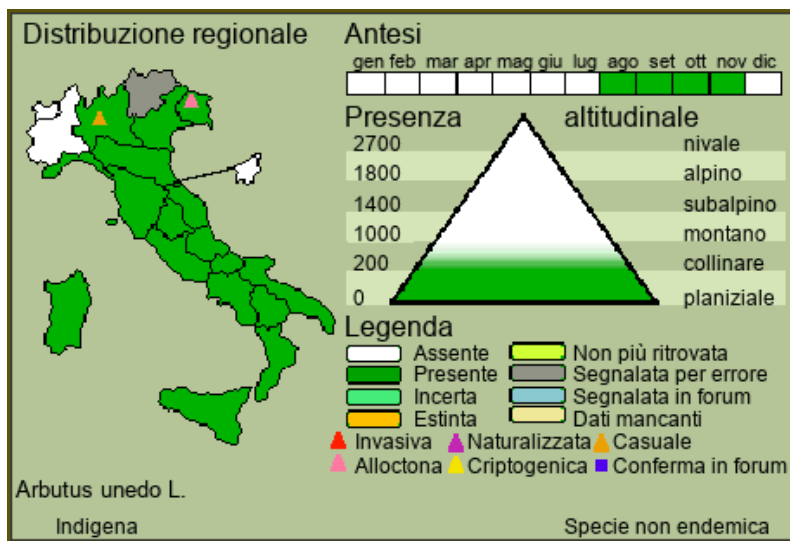 Distribuzione regionale
Antesi
gen feb mar apr mag giu lug ago set ott nov dic
Presenza altitudinale
2700 nivale
1800 alpino
1400 subalpino
1000 montano
200 collinare
0 planiziale
Legenda
Assente Non più ritrovata
Presente Segnalata per errore
Incerta Segnalata in forum
Estinta Dati mancanti
Invasiva Naturalizzata Casuale
Alloctona Criptogenica Conferma in forum
Arbutus unedo L.
Indigena Specie non endemica